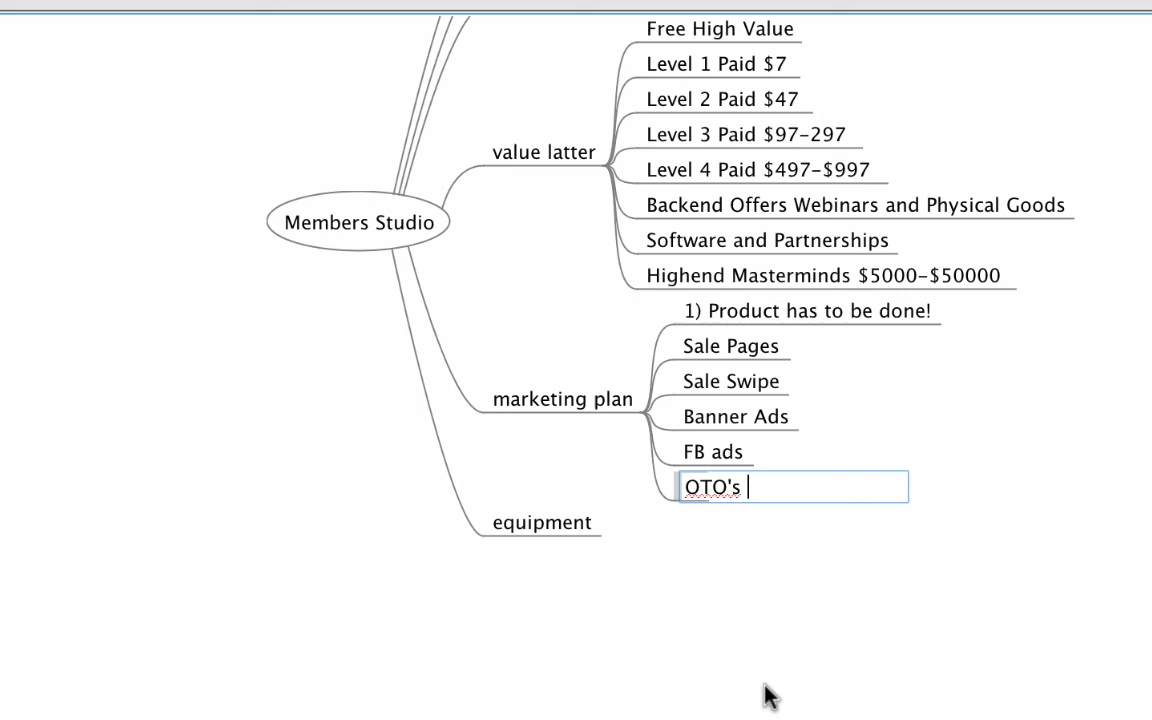 Free High Value
Level 1 Paid $7
Level 2 Paid $47
Level 3 Paid $97-297
value latter
Level 4 Paid $497-$997
Backend Offers Webinars and Physical Goods
Members Studio
Software and Partnerships
Highend Masterminds $5000-$50000
1) Product has to be done!
Sale Pages
Sale Swipe
marketing plan
Banner Ads
FB ads
OTO's
equipment